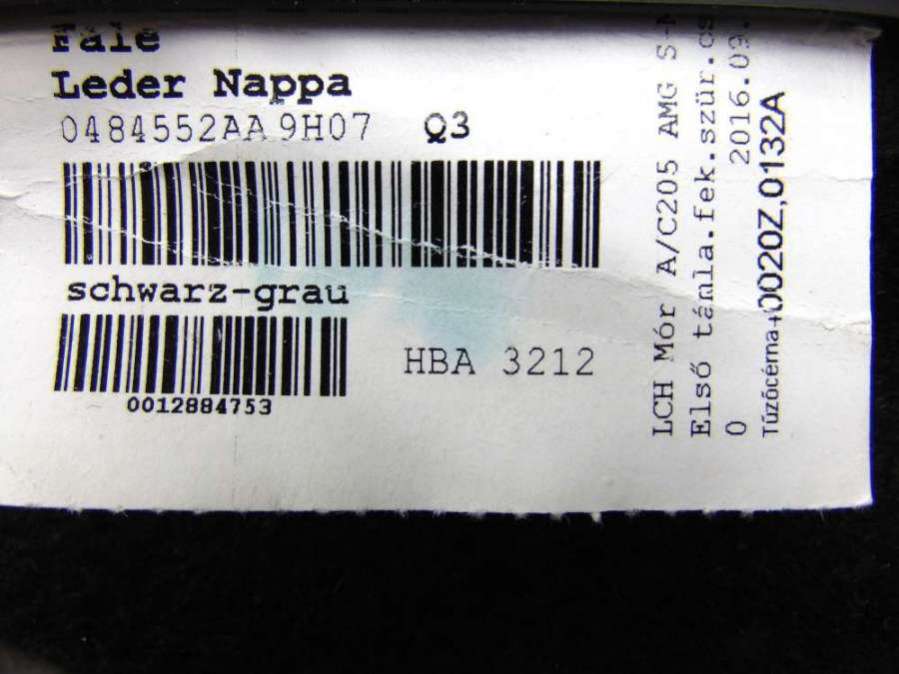 Leder Nappa
0484552AA 9H07 Q3
schwarz-grau
0012884753
HBA 3212
LCH Mór A/C205 AMG S-
Első támla.fek.szür.cs
0 2016.09.
Tűzőcérna+0020Z,0132A